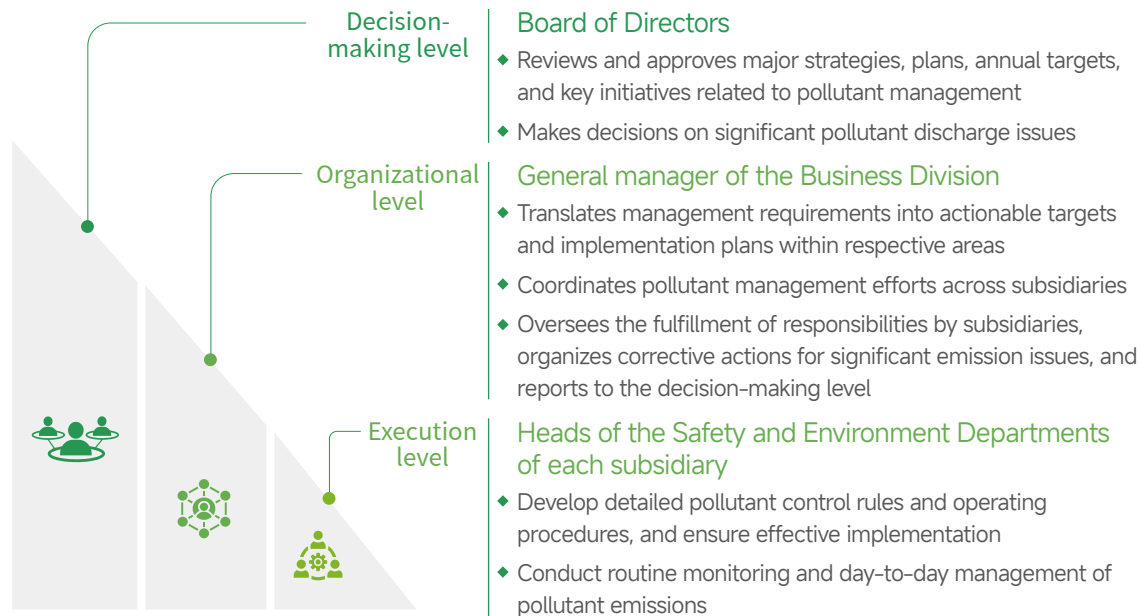 Decision-
making level
Board of Directors
◆ Reviews and approves major strategies, plans, annual targets,
and key initiatives related to pollutant management
◆ Makes decisions on significant pollutant discharge issues
Organizational
level
General manager of the Business Division
◆ Translates management requirements into actionable targets
and implementation plans within respective areas
◆ Coordinates pollutant management efforts across subsidiaries
◆ Oversees the fulfillment of responsibilities by subsidiaries,
organizes corrective actions for significant emission issues, and
reports to the decision-making level
Execution
level
Heads of the Safety and Environment Departments
of each subsidiary
◆ Develop detailed pollutant control rules and operating
procedures, and ensure effective implementation
◆ Conduct routine monitoring and day-to-day management of
pollutant emissions